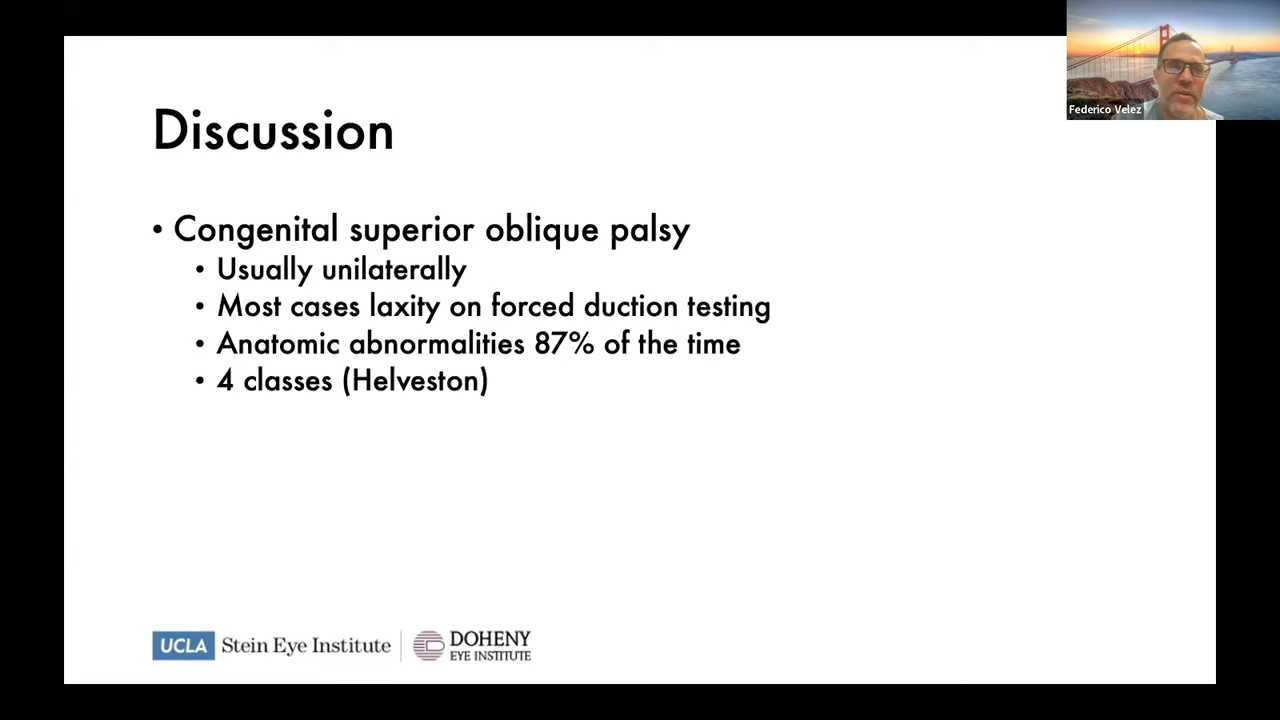 Federico Velez
Discussion
• Congenital superior oblique palsy
• Usually unilaterally
• Most cases laxity on forced duction testing
• Anatomic abnormalities 87% of the time
• 4 classes (Helveston)
UCLA Stein Eye Institute
DOHENY
EYE INSTITUTE